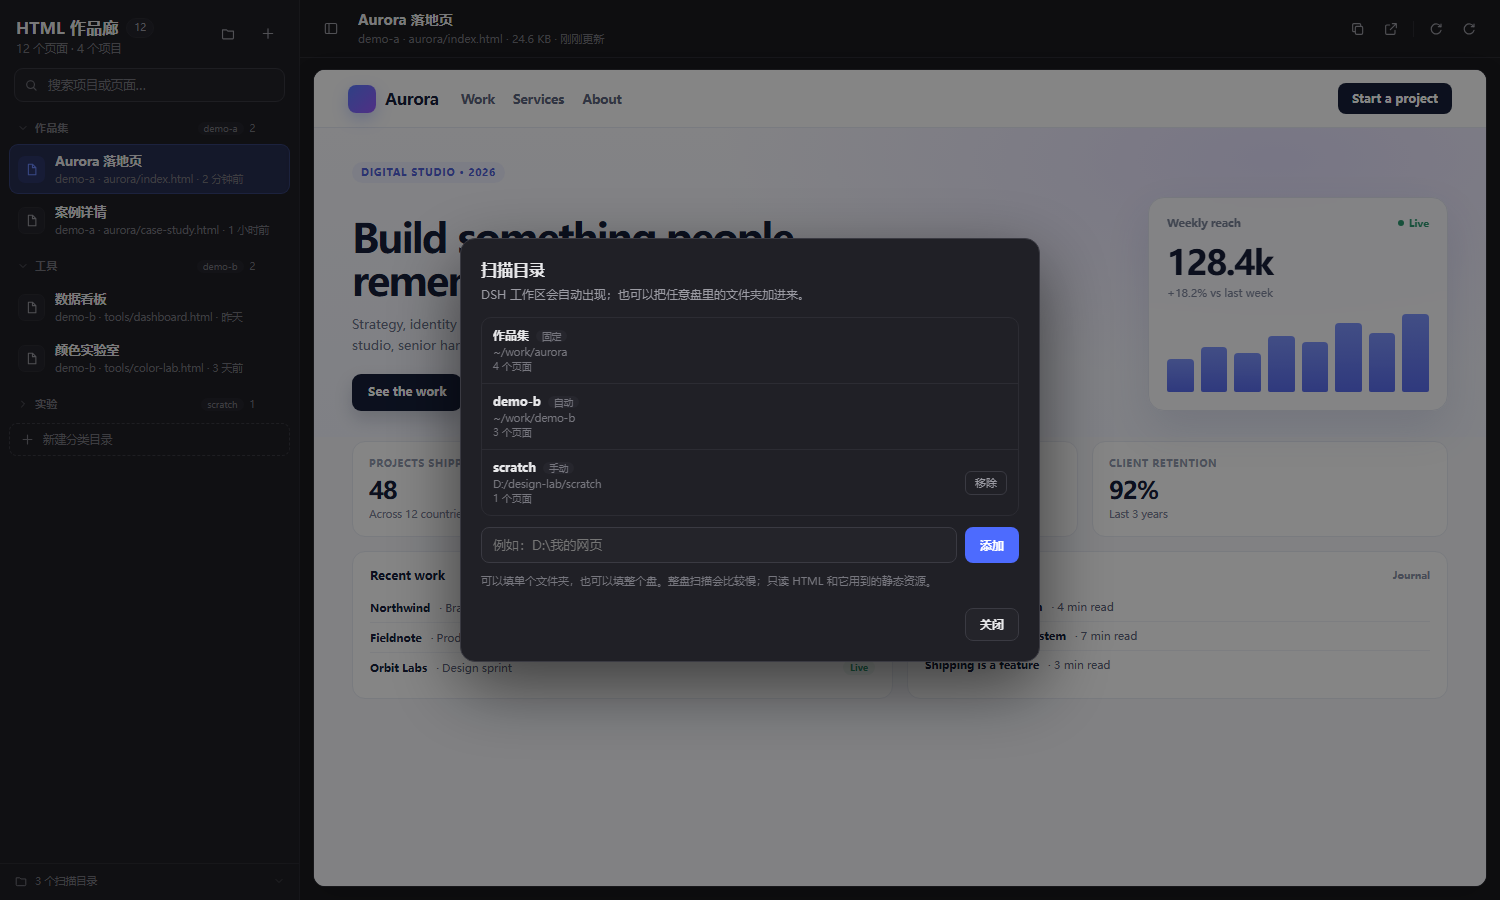 HTML 作品廊 12
12 个页面 · 4 个项目
搜索项目或页面...
作品集 demo-a 2
Aurora 落地页
demo-a · aurora/index.html · 2 分钟前
案例详情
demo-a · aurora/case-study.html · 1 小时前
工具 demo-b 2
数据看板
demo-b · tools/dashboard.html · 昨天
颜色实验室
demo-b · tools/color-lab.html · 3 天前
实验 scratch 1
新建分类目录
3 个扫描目录
Aurora 落地页
demo-a · aurora/index.html · 24.6 KB · 刚刚更新
Aurora Work Services About Start a project
DIGITAL STUDIO • 2026
Build something people
Strategy, identity
See the work
Weekly reach Live
128.4k
+18.2% vs last week
48
Across 12 countrie
CLIENT RETENTION
92%
Last 3 years
Recent work
Northwind
Fieldnote
Orbit Labs · Design sprint Live
Journal
· 4 min read
· 7 min read
Shipping is a feature · 3 min read
扫描目录
DSH 工作区会自动出现；也可以把任意盘里的文件夹加进来。
作品集 固定
~/work/aurora
4 个页面
demo-b 自动
~/work/demo-b
3 个页面
scratch 手动
D:/design-lab/scratch
1 个页面
移除
例如：D:\我的网页
添加
可以填单个文件夹，也可以填整个盘。整盘扫描会比较慢；只读 HTML 和它用到的静态资源。
关闭